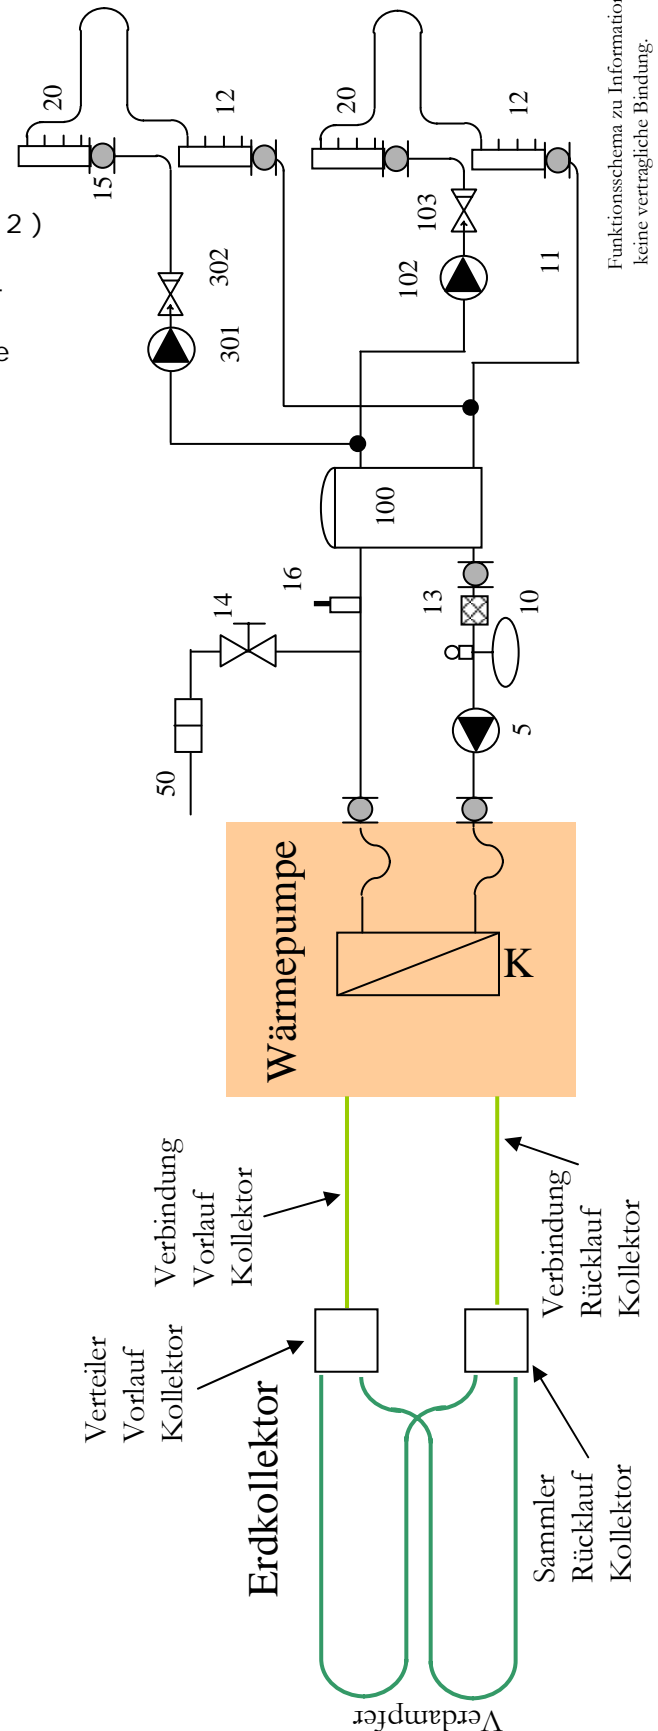 Verdampfer
Erdkollektor
Verteiler
Vorlauf
Kollektor
Sammler
Rücklauf
Kollektor
Verbindung
Vorlauf
Kollektor
Verbindung
Rücklauf
Kollektor
Wärmepumpe
K
50
14
16
5
10
13
100
301
302
102
103
11
15
20
12
20
12
2)
e
Funktionsschema zu Information
keine vertragliche Bindung.